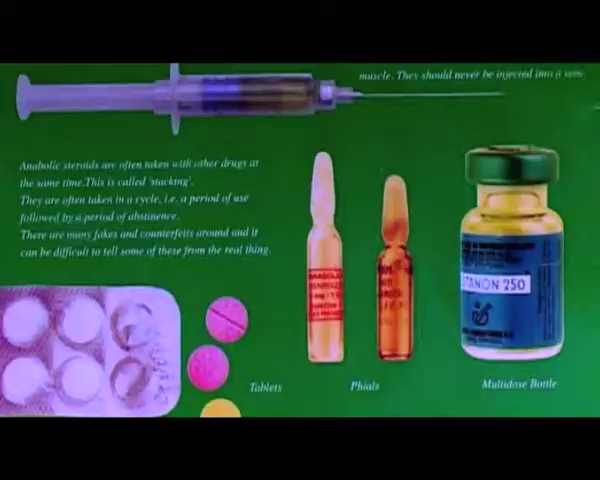 muscle. They should never be injected into a vein.
Anabolic steroids are often taken with other drugs at
the same time. This is called 'stacking'.
They are often taken in a cycle, i.e. a period of use
followed by a period of abstinence.
There are many fakes and counterfeits around and it
can be difficult to tell some of these from the real thing.
STANON 250
Tablets
Phials
Multidose Bottle